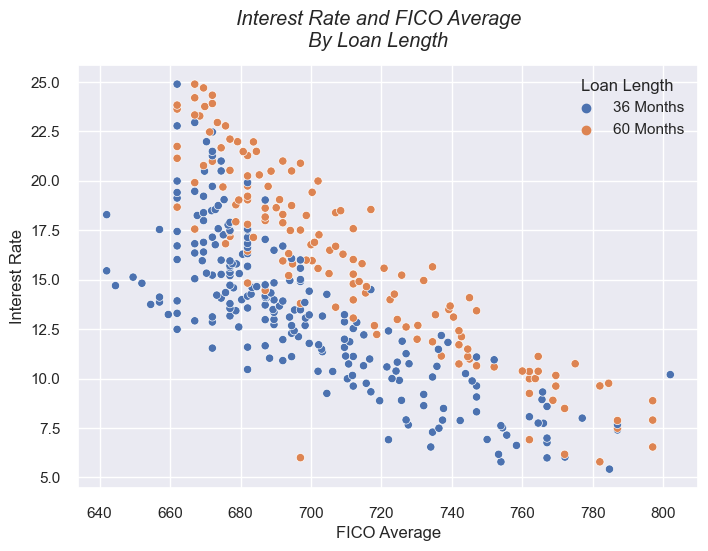 Interest Rate and FICO Average
By Loan Length
Loan Length
36 Months
60 Months
Interest Rate
25.0
22.5
20.0
17.5
15.0
12.5
10.0
7.5
5.0
640 660 680 700 720 740 760 780 800
FICO Average